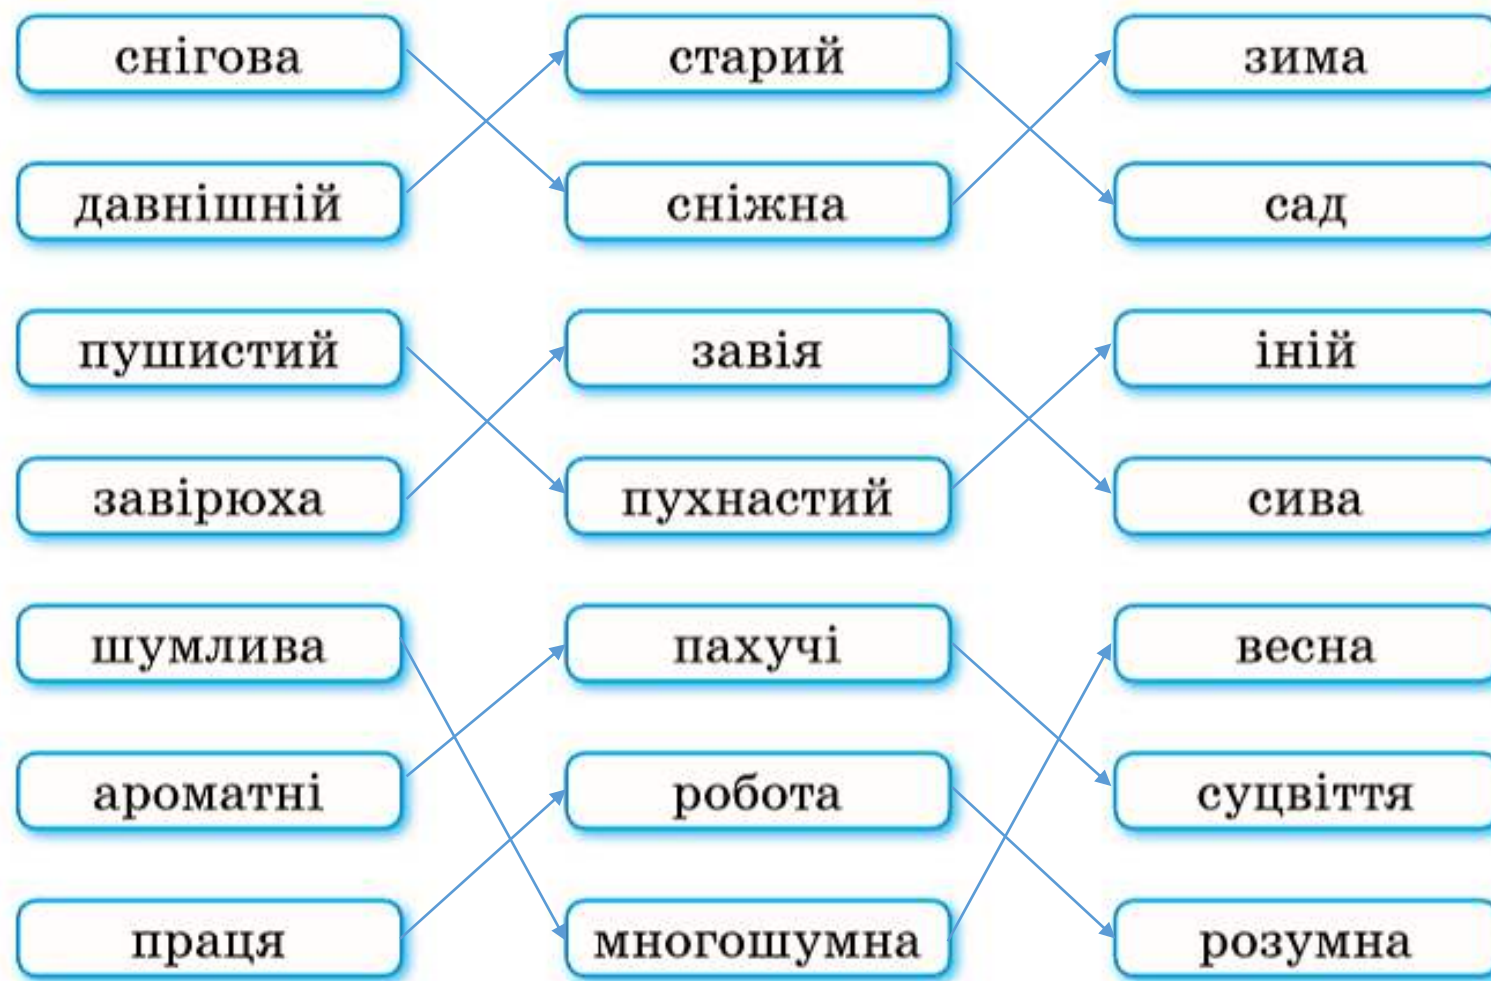 снігова старий зима
давнішній сніжна сад
пушистий завія іній
завірюха пухнастий сива
шумлива пахучі весна
ароматні робота суцвіття
праця многошумна розумна